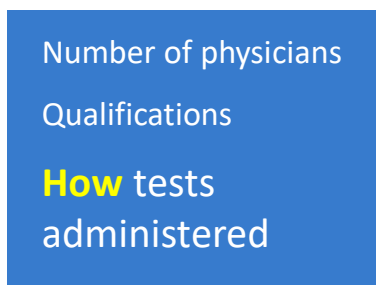 Number of physicians
Qualifications
How tests
administered